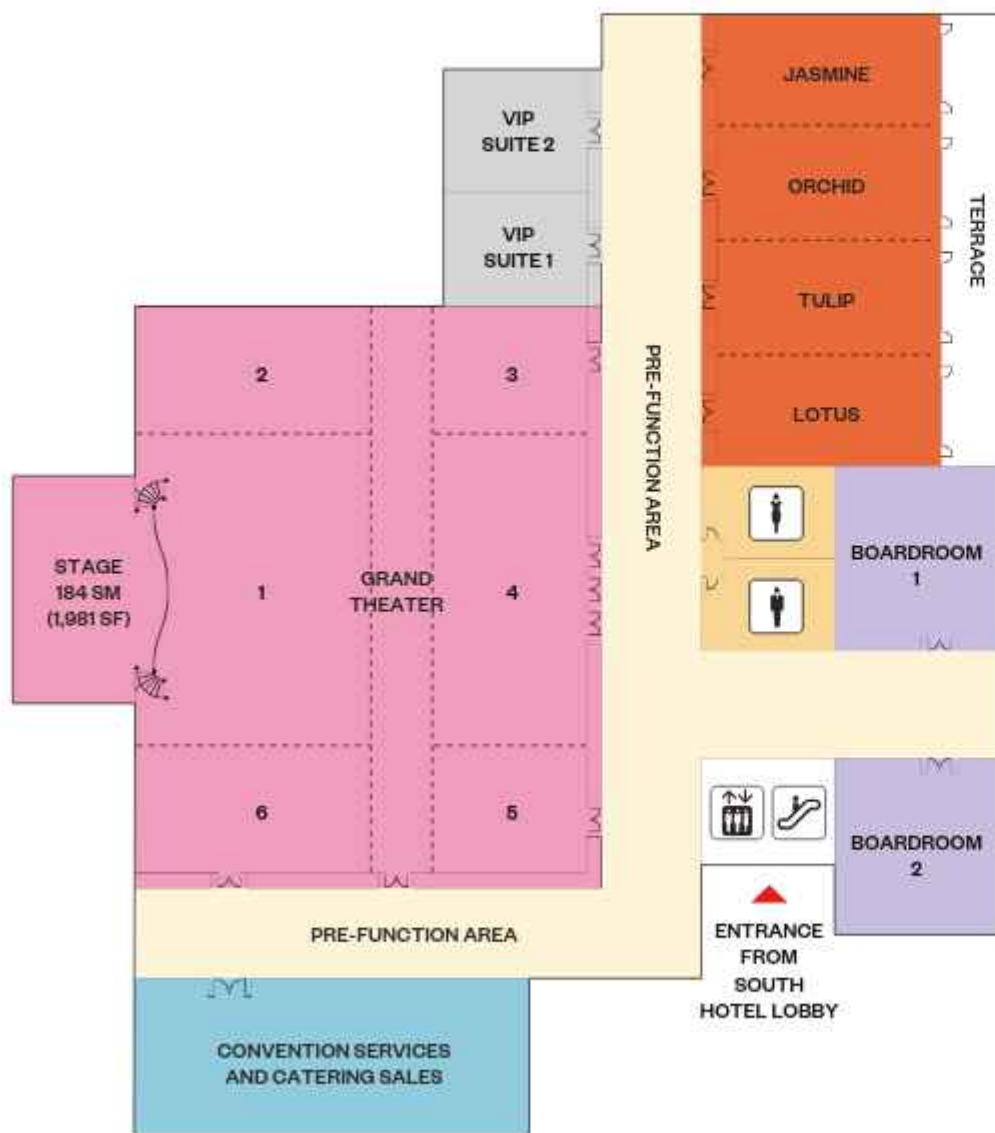 JASMINE
VIP
SUITE 2
ORCHID
TERRACE
VIP
SUITE 1
TULIP
2
3
PRE-FUNCTION AREA
LOTUS
STAGE
184 SM
(1,981 SF)
1
GRAND
THEATER
4
BOARDROOM
1
6
5
BOARDROOM
2
PRE-FUNCTION AREA
ENTRANCE
FROM
SOUTH
HOTEL LOBBY
CONVENTION SERVICES
AND CATERING SALES